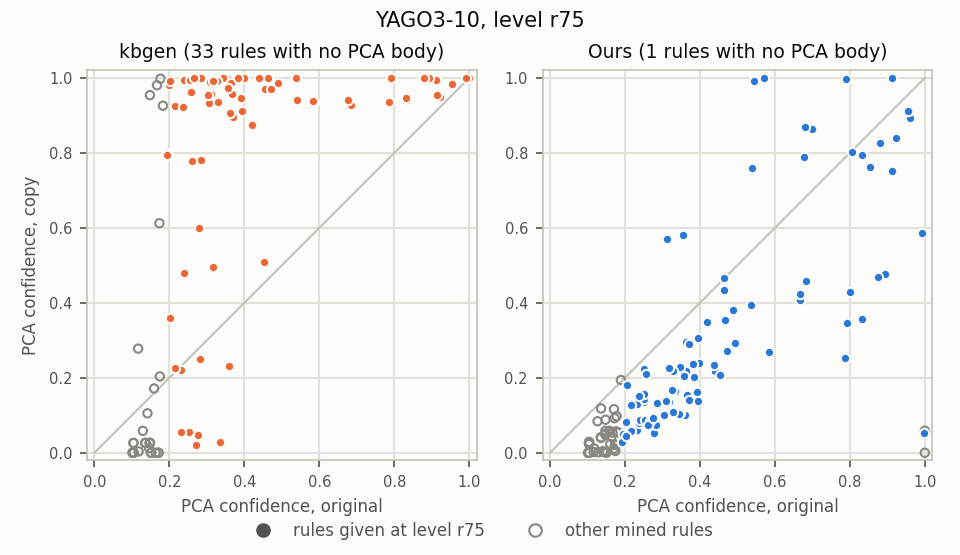 YAGO3-10, level r75
kbgen (33 rules with no PCA body)
Ours (1 rules with no PCA body)
PCA confidence, copy
1.0
0.8
0.6
0.4
0.2
0.0
0.0 0.2 0.4 0.6 0.8 1.0
PCA confidence, original
1.0
0.8
0.6
0.4
0.2
0.0
0.0 0.2 0.4 0.6 0.8 1.0
PCA confidence, original
rules given at level r75
other mined rules